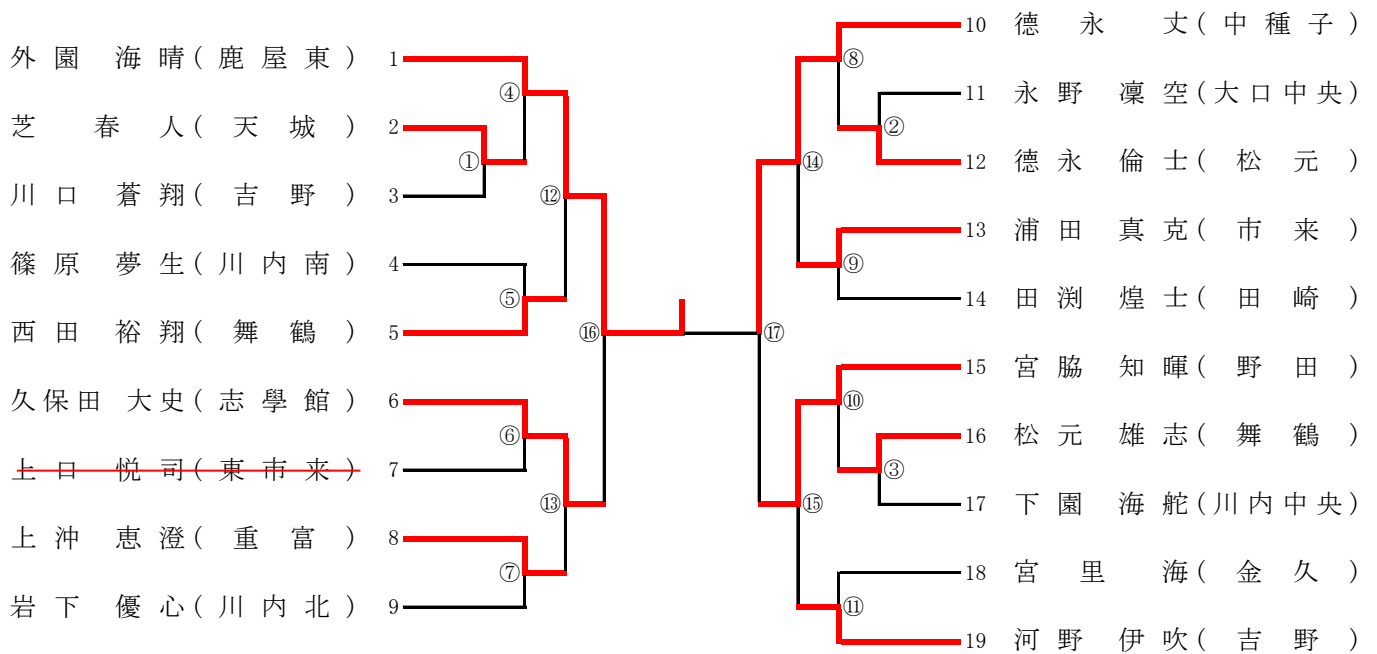 外園 海晴(鹿屋東) 1
芝 春人(天城) 2
川口 蒼翔(吉野) 3
篠原 夢生(川内南) 4
西田 裕翔(舞鶴) 5
久保田 大史(志學館) 6
上口 悦司(東市来) 7
上沖 恵澄(重富) 8
岩下 優心(川内北) 9
①
④
⑤
⑥
⑦
⑫
⑬
⑯
⑰
⑭
⑮
⑧
②
⑨
⑩
③
⑪
10 德永 丈(中種子)
11 永野 凜空(大口中央)
12 德永 倫士(松元)
13 浦田 真克(市来)
14 田渕 煌士(田崎)
15 宮脇 知暉(野田)
16 松元 雄志(舞鶴)
17 下園 海舵(川内中央)
18 宮里 海(金久)
19 河野 伊吹(吉野)